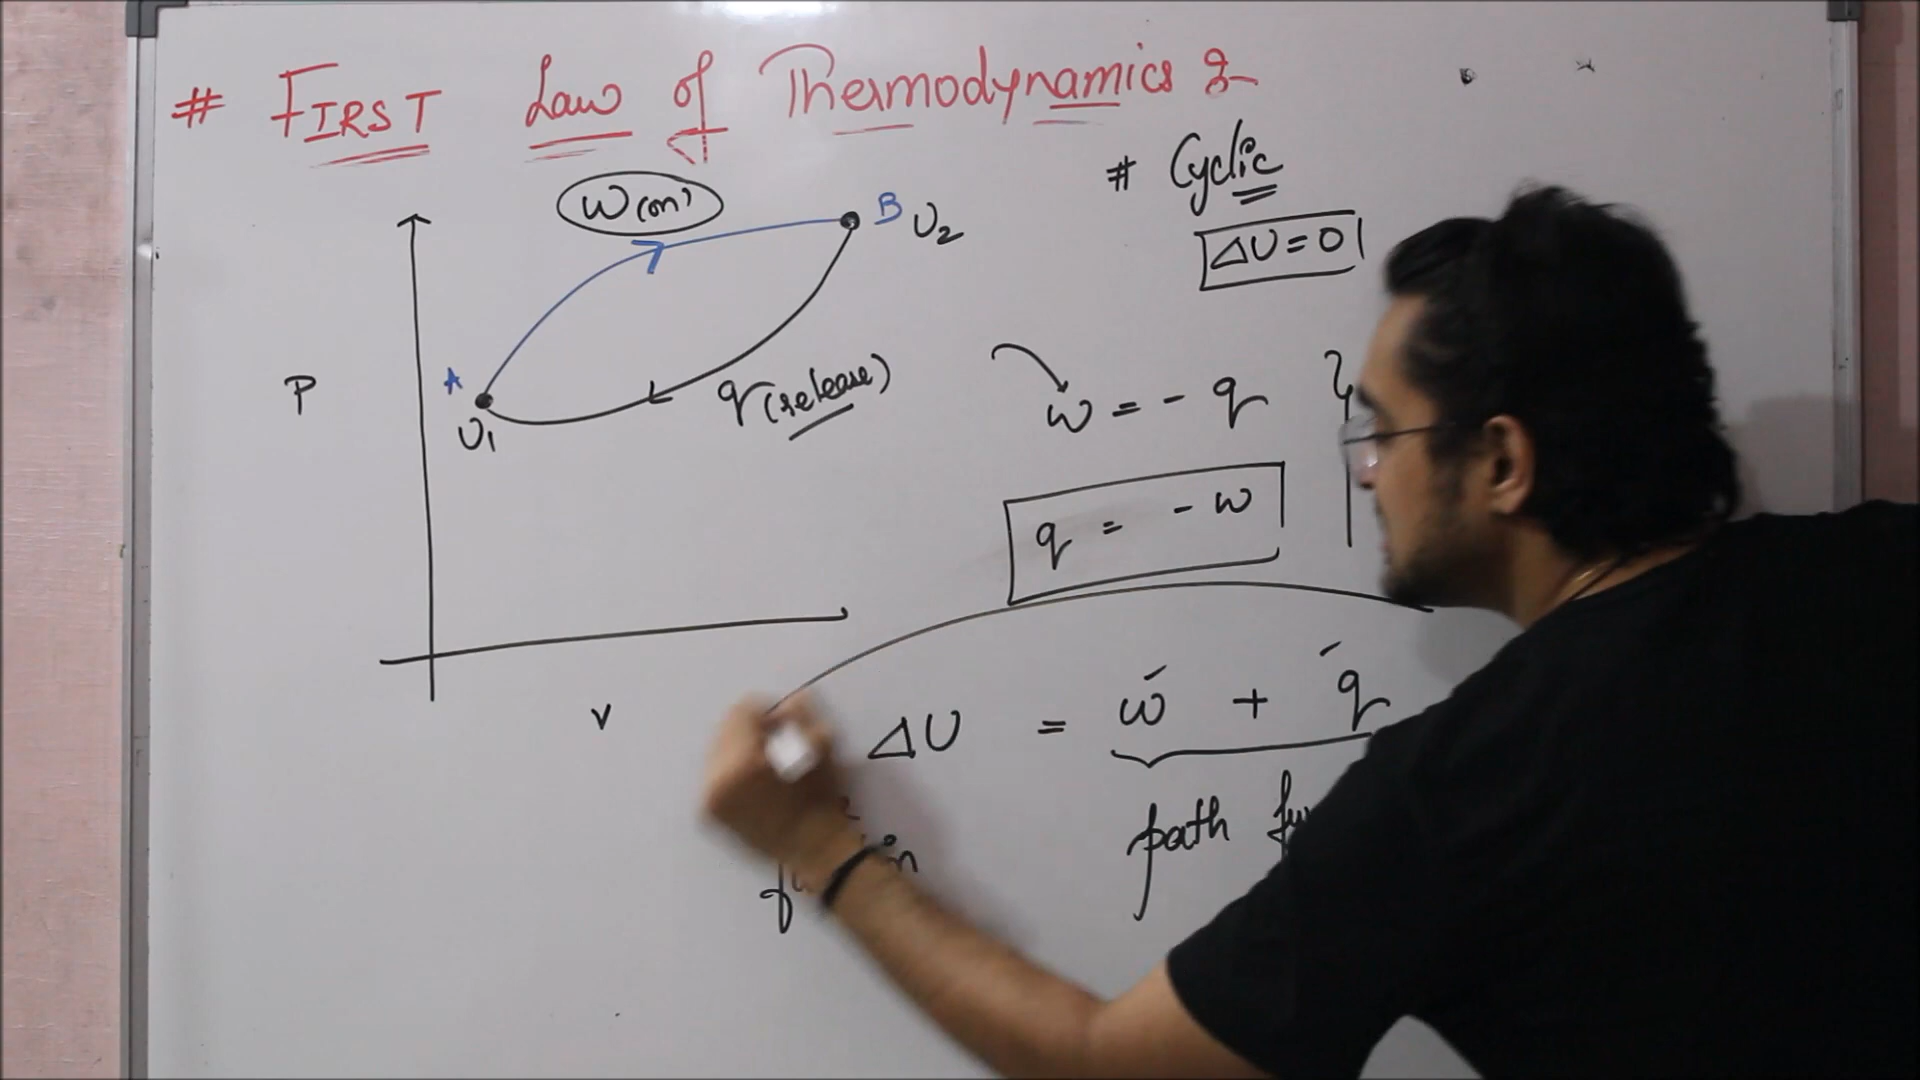 # FIRST Law of Thermodynamics :-
W(on)
B U2
# Cyclic
ΔU = 0
A
U1
P
q(release)
w = - q
q = - w
V
ΔU = w + q
path